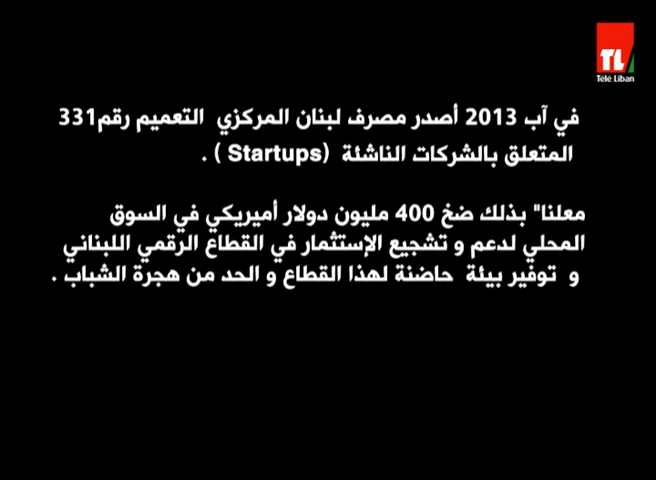 TL
Télé Liban
في آب 2013 أصدر مصرف لبنان المركزي التعميم رقم331
المتعلق بالشركات الناشئة (Startups ) .
معلنا" بذلك ضخ 400 مليون دولار أميريكي في السوق
المحلي لدعم و تشجيع الإستثمار في القطاع الرقمي اللبناني
و توفير بيئة حاضنة لهذا القطاع و الحد من هجرة الشباب .